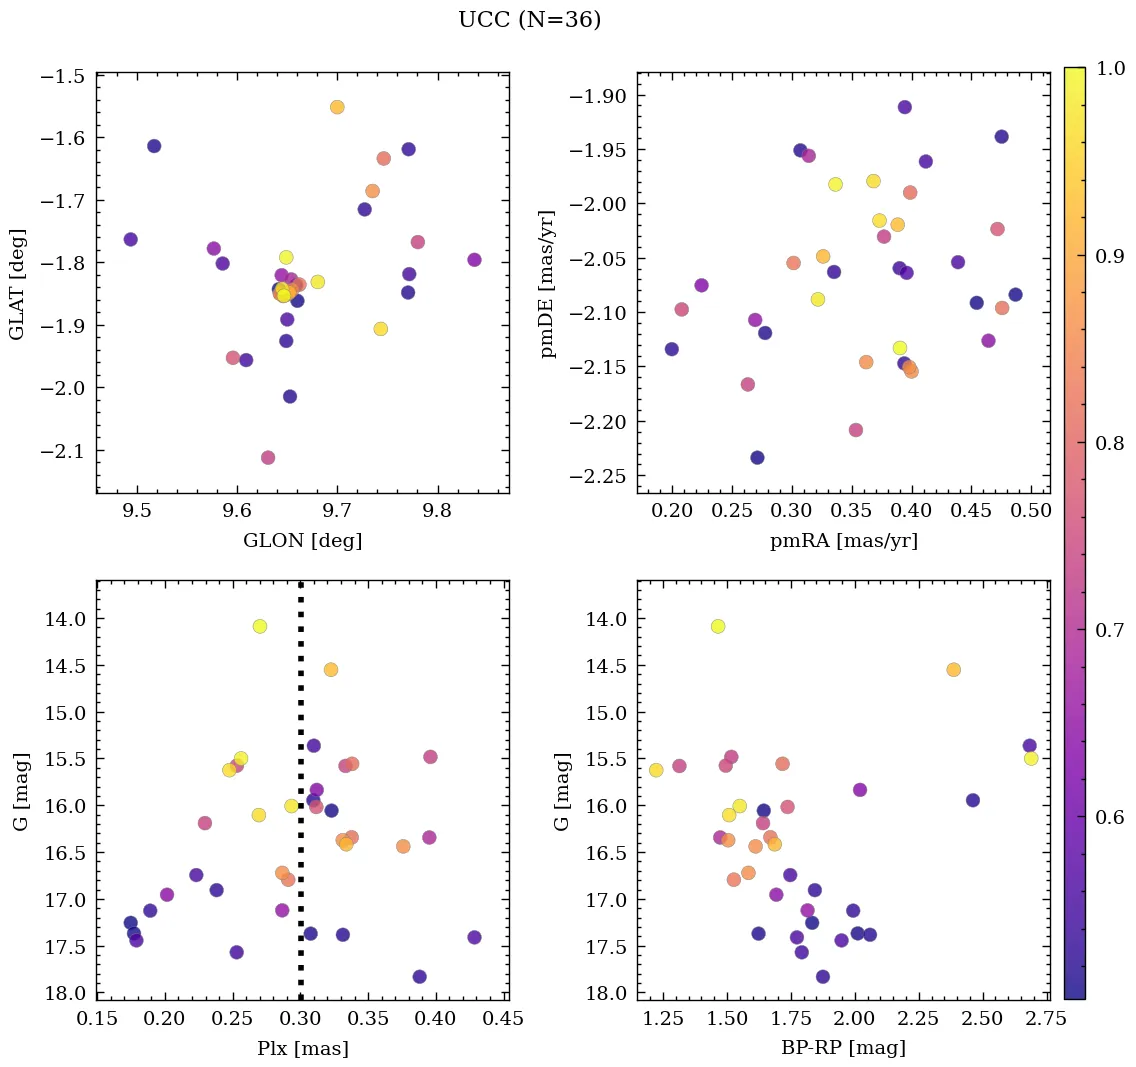 UCC (N=36)
−1.5
−1.6
−1.7
−1.8
−1.9
−2.0
−2.1
GLAT [deg]
9.5 9.6 9.7 9.8
GLON [deg]
−1.90
−1.95
−2.00
−2.05
−2.10
−2.15
−2.20
−2.25
pmDE [mas/yr]
0.20 0.25 0.30 0.35 0.40 0.45 0.50
pmRA [mas/yr]
14.0
14.5
15.0
15.5
16.0
16.5
17.0
17.5
18.0
G [mag]
0.15 0.20 0.25 0.30 0.35 0.40 0.45
Plx [mas]
14.0
14.5
15.0
15.5
16.0
16.5
17.0
17.5
18.0
G [mag]
1.25 1.50 1.75 2.00 2.25 2.50 2.75
BP-RP [mag]
1.0
0.9
0.8
0.7
0.6